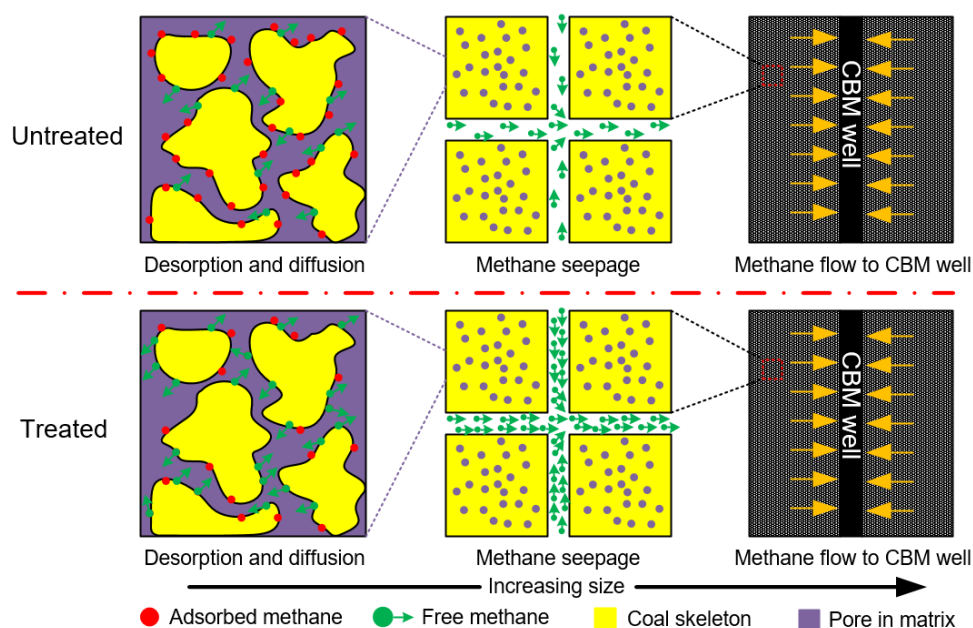 Untreated
CBM well
Desorption and diffusion
Methane seepage
Methane flow to CBM well
Treated
CBM well
Desorption and diffusion
Methane seepage
Methane flow to CBM well
Increasing size
Adsorbed methane
Free methane
Coal skeleton
Pore in matrix